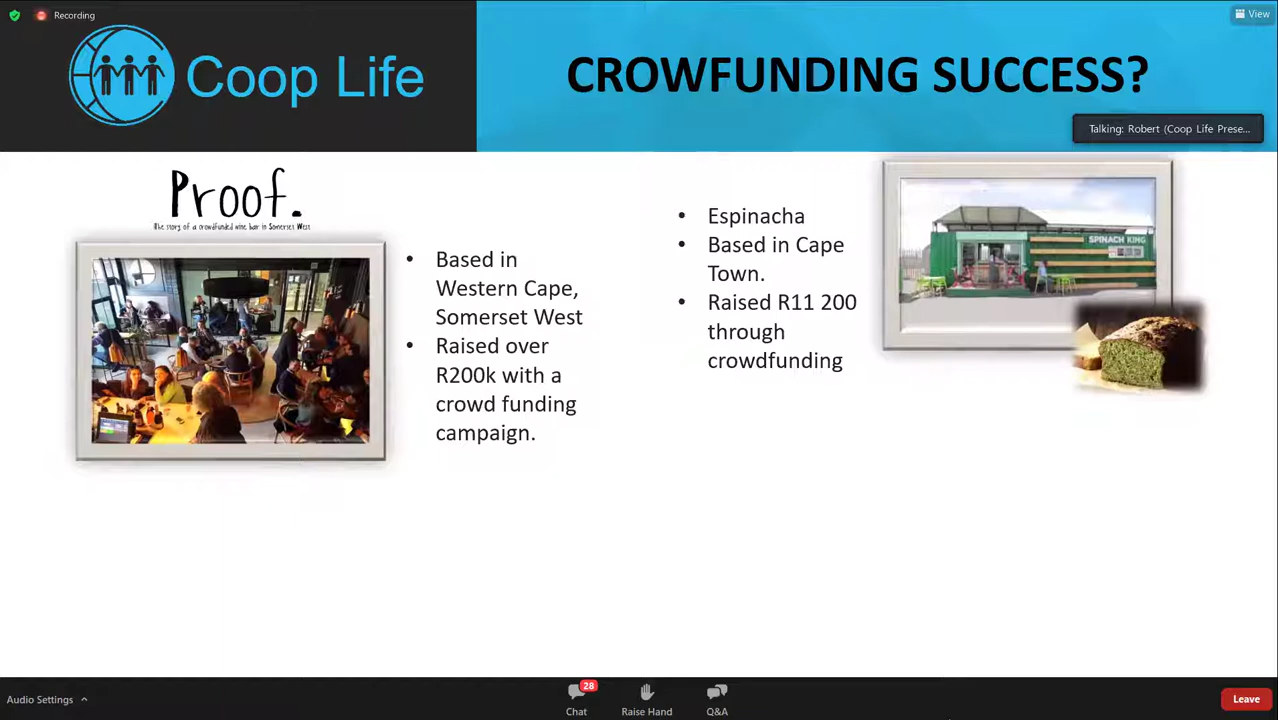 Recording
View
Coop Life
CROWFUNDING SUCCESS?
Talking: Robert (Coop Life Prese...
Proof.
The story of a crowdfunded wine bar in Somerset West
• Based in
Western Cape,
Somerset West
• Raised over
R200k with a
crowd funding
campaign.
• Espinacha
• Based in Cape
Town.
• Raised R11 200
through
crowdfunding
SPINACH KING
Audio Settings
28
Chat
Raise Hand
Q&A
Leave